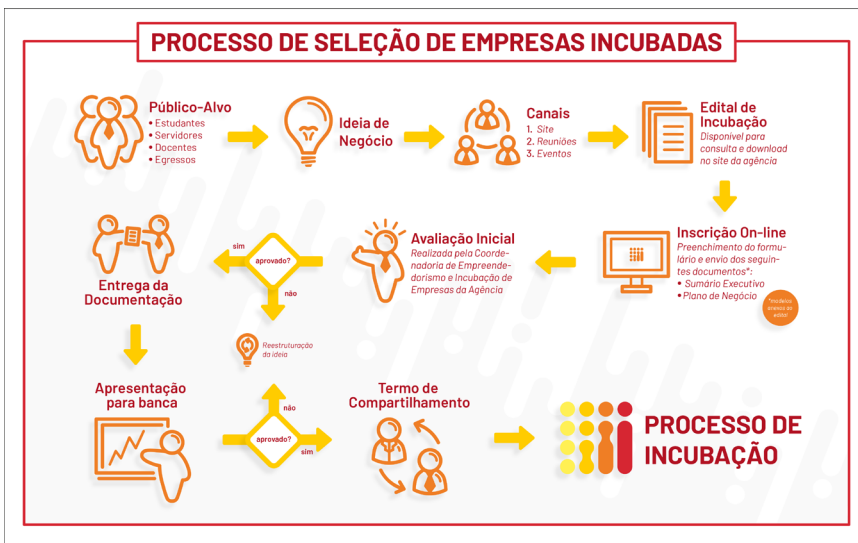 PROCESSO DE SELEÇÃO DE EMPRESAS INCUBADAS
Público-Alvo
• Estudantes
• Servidores
• Docentes
• Egressos
Ideia de
Negócio
Canais
1. Site
2. Reuniões
3. Eventos
Edital de
Incubação
Disponível para
consulta e download
no site da agência
Inscrição On-line
Preenchimento do formu-
lário e envio dos seguin-
tes documentos*:
• Sumário Executivo
• Plano de Negócio
*modelos
anexos ao
edital
Avaliação Inicial
Realizada pela Coorde-
nadoria de Empreende-
dorismo e Incubação de
Empresas da Agência
aprovado?
sim
não
Reestruturação
da ideia
Entrega da
Documentação
Apresentação
para banca
aprovado?
não
sim
Termo de
Compartilhamento
PROCESSO DE
INCUBAÇÃO